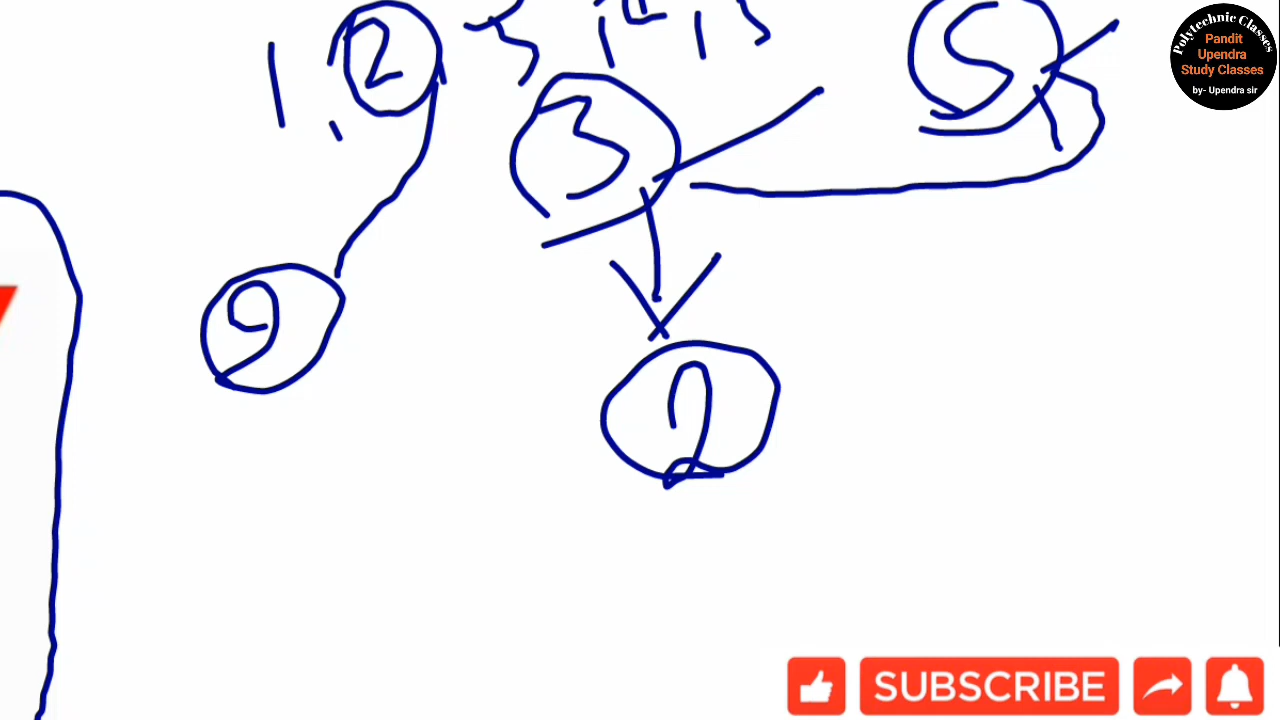 1, 2
3
5
9
2
Polytechnic Classes
Pandit
Upendra
Study Classes
by- Upendra sir
SUBSCRIBE